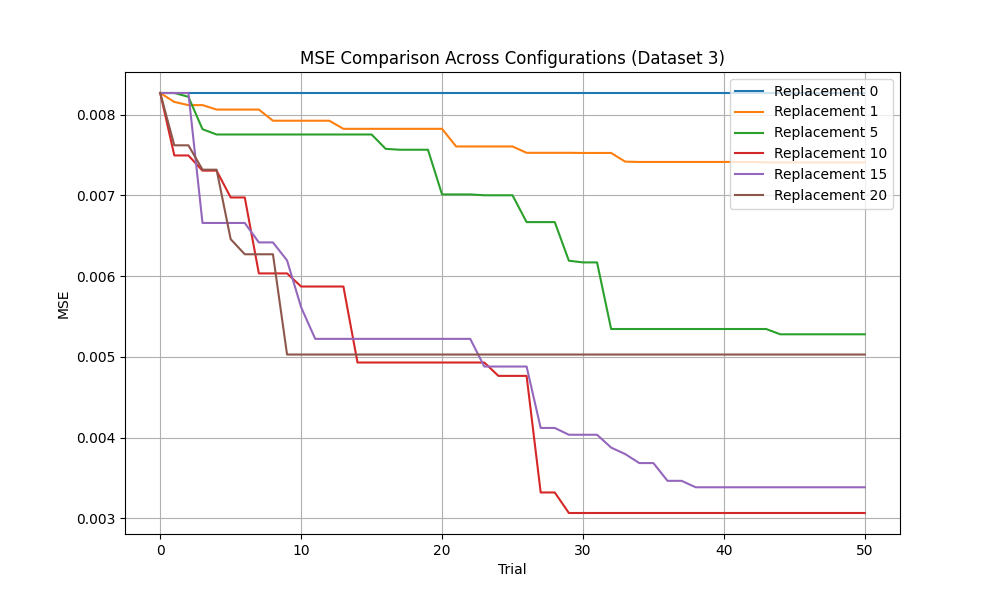 MSE Comparison Across Configurations (Dataset 3)
Replacement 0
Replacement 1
Replacement 5
Replacement 10
Replacement 15
Replacement 20
0.008
0.007
0.006
0.005
0.004
0.003
MSE
0 10 20 30 40 50
Trial